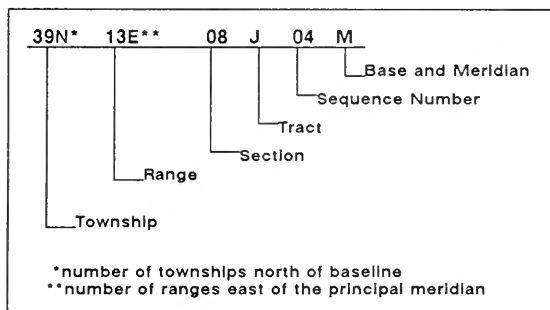 39N* 13E** 08 J 04 M
Base and Meridian
Sequence Number
Tract
Section
Range
Township
*number of townships north of baseline
**number of ranges east of the principal meridian